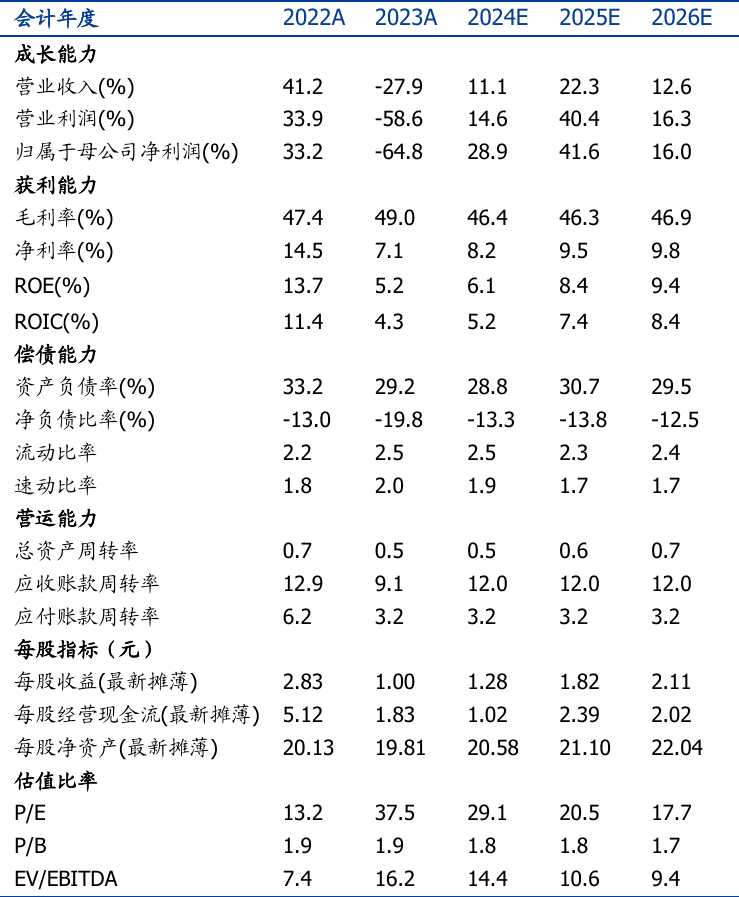 会计年度 2022A 2023A 2024E 2025E 2026E
成长能力
营业收入(%) 41.2 -27.9 11.1 22.3 12.6
营业利润(%) 33.9 -58.6 14.6 40.4 16.3
归属于母公司净利润(%) 33.2 -64.8 28.9 41.6 16.0
获利能力
毛利率(%) 47.4 49.0 46.4 46.3 46.9
净利率(%) 14.5 7.1 8.2 9.5 9.8
ROE(%) 13.7 5.2 6.1 8.4 9.4
ROIC(%) 11.4 4.3 5.2 7.4 8.4
偿债能力
资产负债率(%) 33.2 29.2 28.8 30.7 29.5
净负债比率(%) -13.0 -19.8 -13.3 -13.8 -12.5
流动比率 2.2 2.5 2.5 2.3 2.4
速动比率 1.8 2.0 1.9 1.7 1.7
营运能力
总资产周转率 0.7 0.5 0.5 0.6 0.7
应收账款周转率 12.9 9.1 12.0 12.0 12.0
应付账款周转率 6.2 3.2 3.2 3.2 3.2
每股指标（元）
每股收益(最新摊薄) 2.83 1.00 1.28 1.82 2.11
每股经营现金流(最新摊薄) 5.12 1.83 1.02 2.39 2.02
每股净资产(最新摊薄) 20.13 19.81 20.58 21.10 22.04
估值比率
P/E 13.2 37.5 29.1 20.5 17.7
P/B 1.9 1.9 1.8 1.8 1.7
EV/EBITDA 7.4 16.2 14.4 10.6 9.4